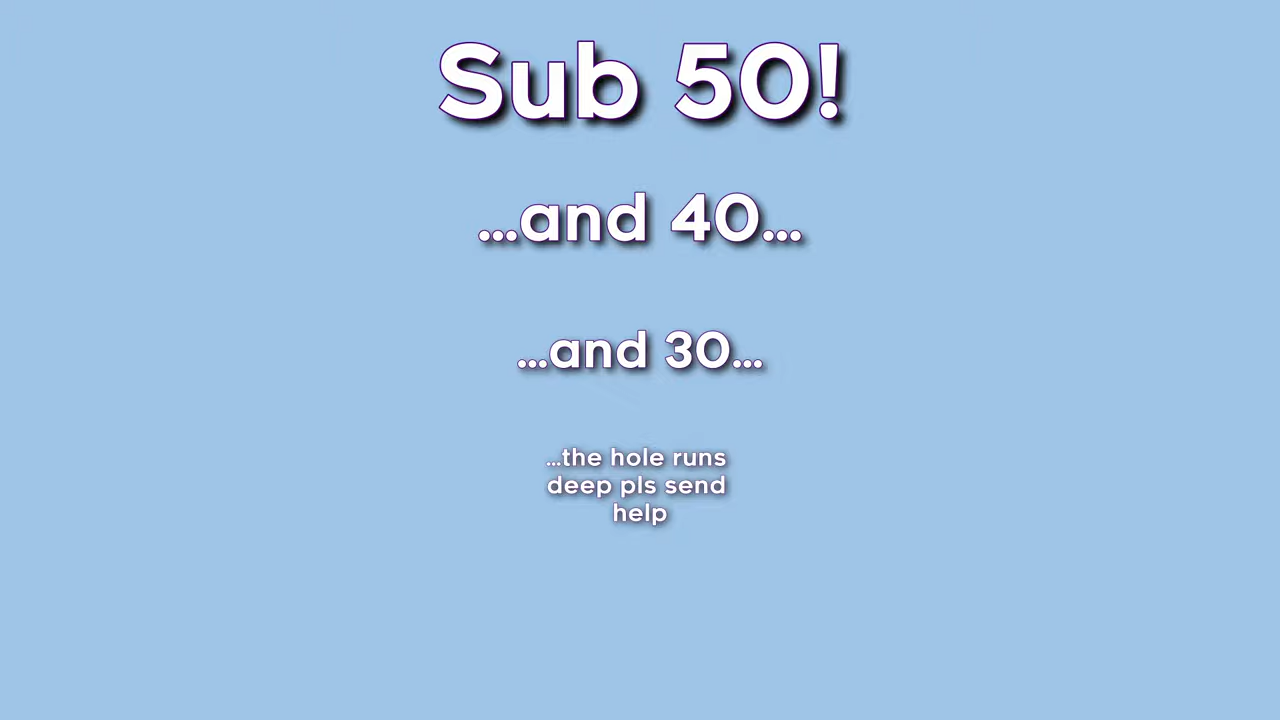 Sub 50!
...and 40...
...and 30...
...the hole runs
deep pls send
help